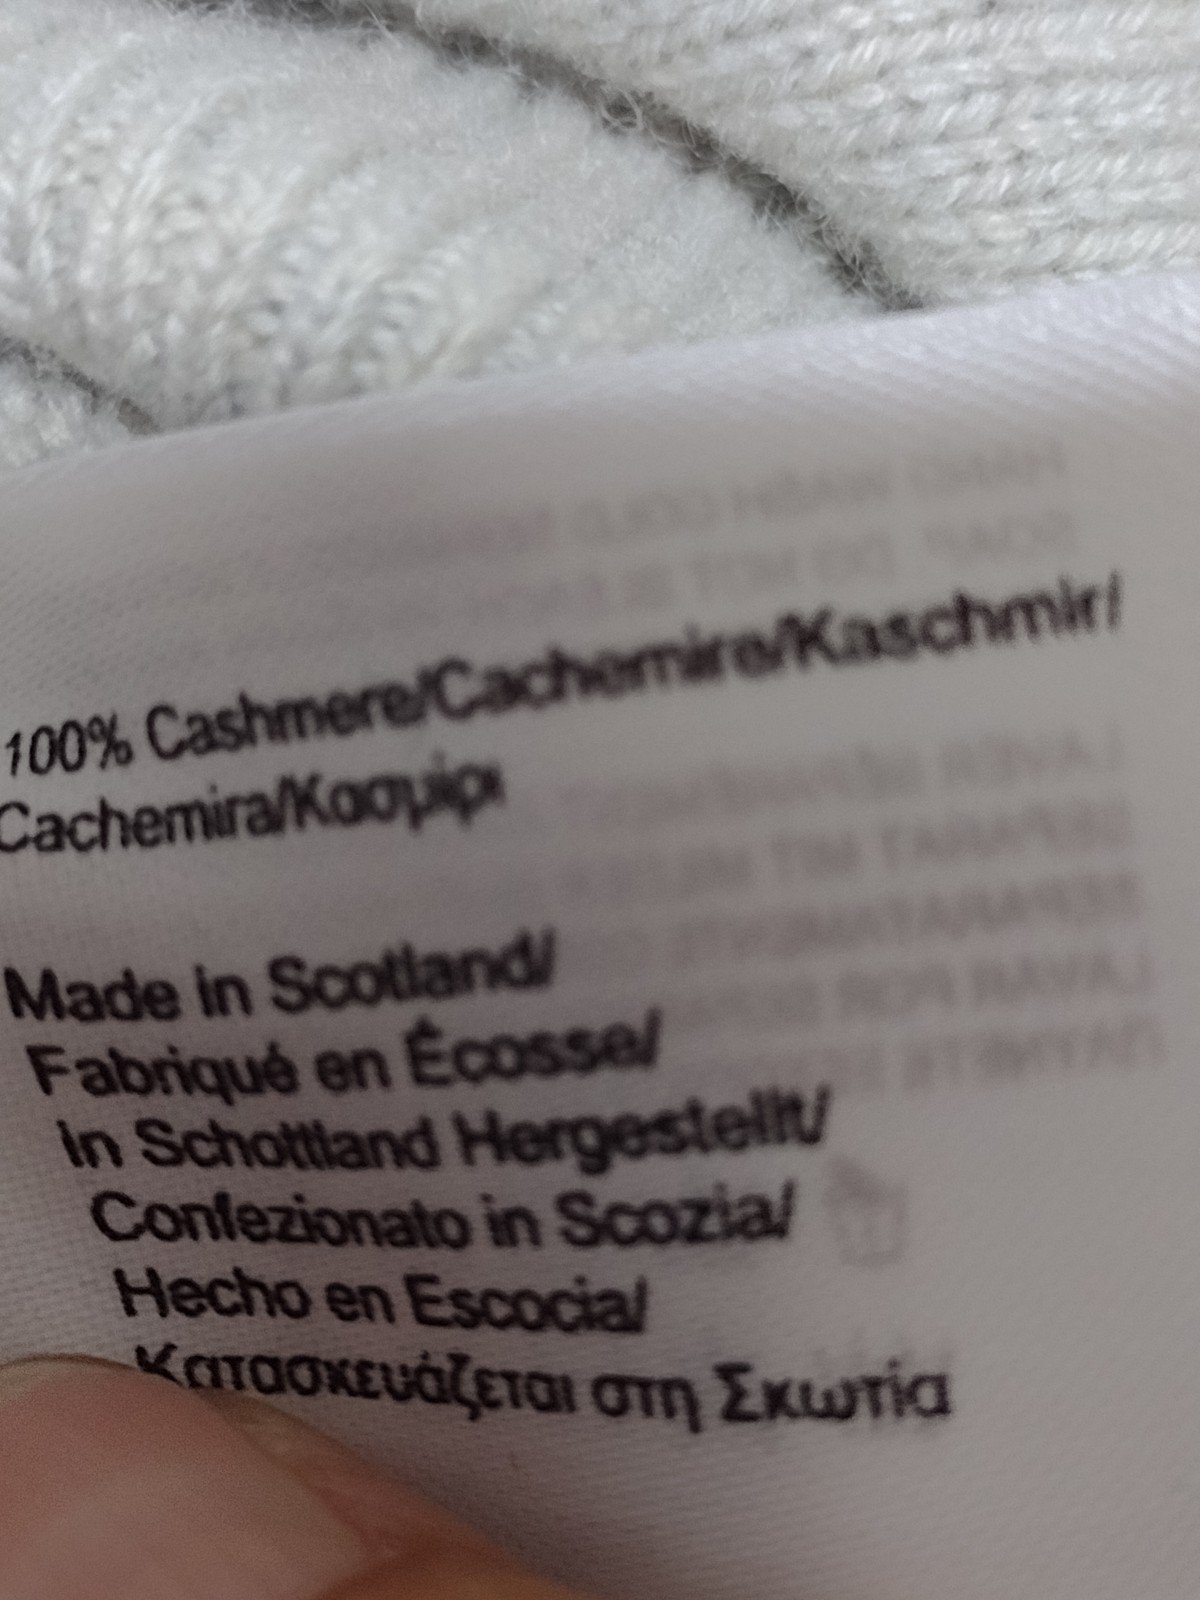 100% Cashmere/Cachemire/Kaschmir/
Cachemira/Κασμίρι
Made in Scotland/
Fabriqué en Écosse/
In Schottland Hergestellt/
Confezionato in Scozia/
Hecho en Escocia/
Κατασκευάζεται στη Σκωτία